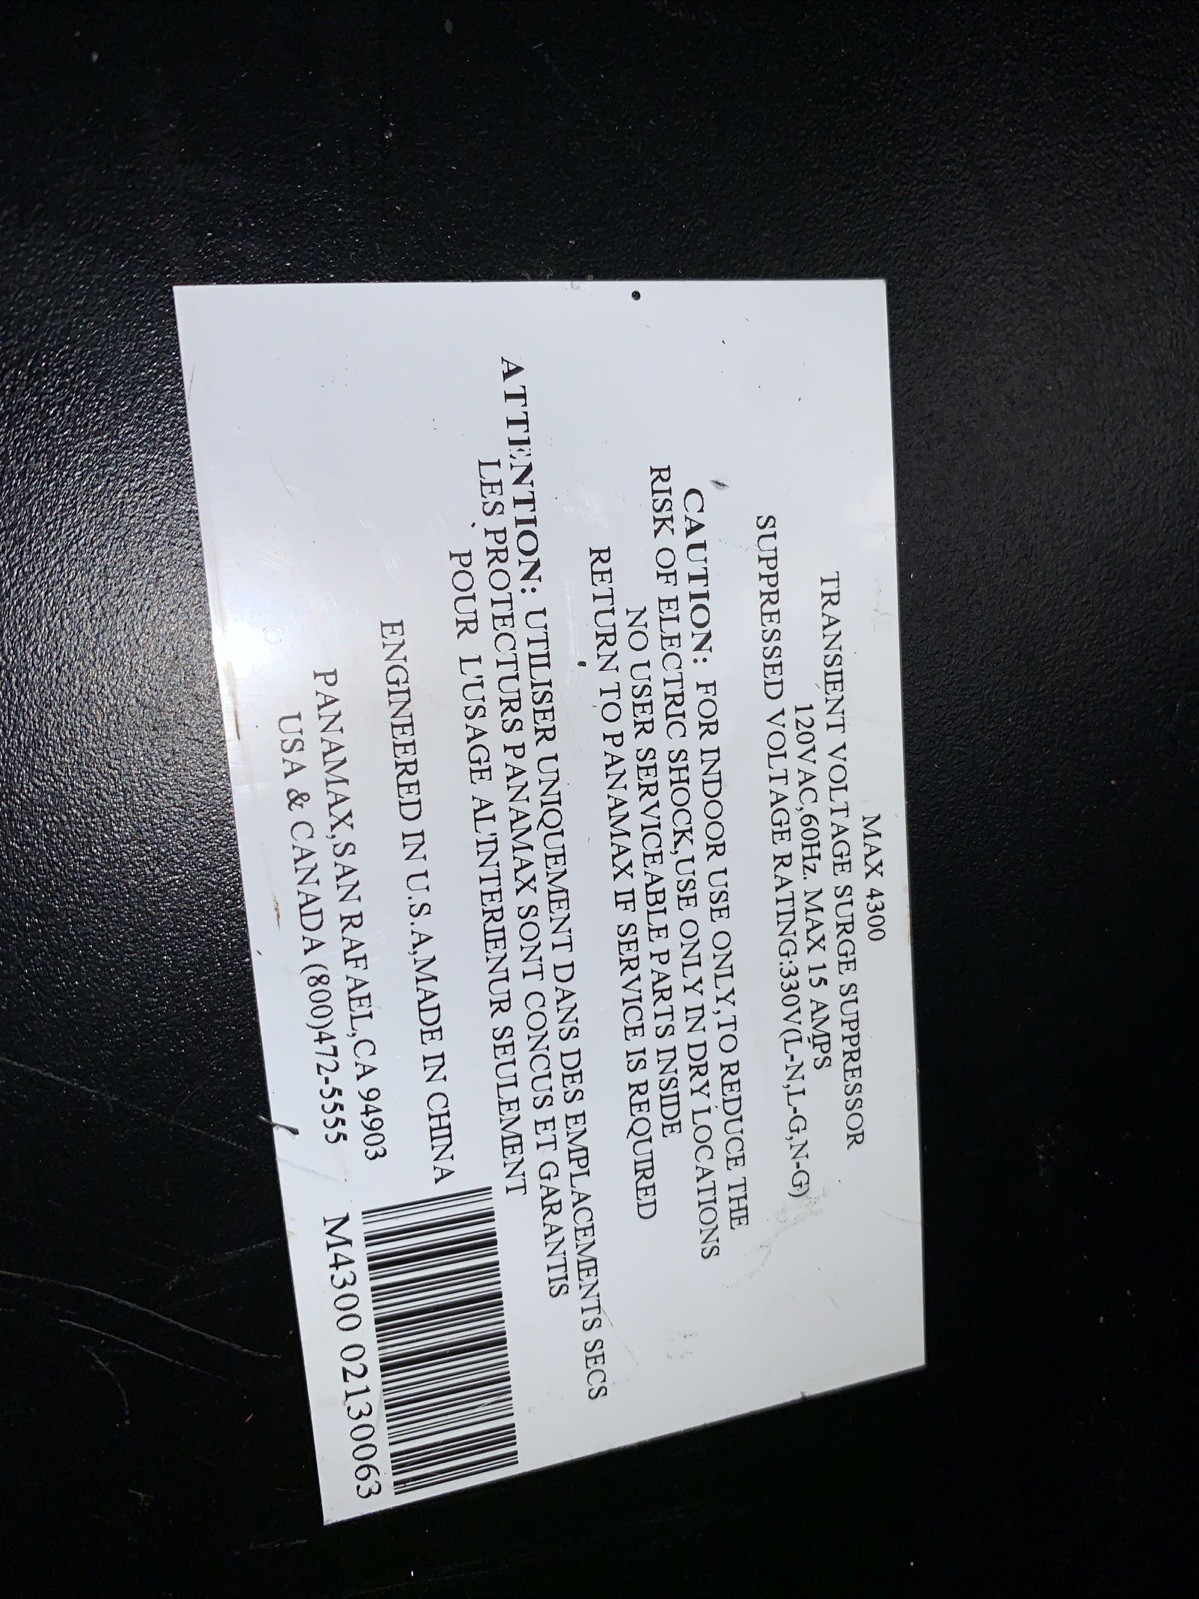 MAX 4300
TRANSIENT VOLTAGE SURGE SUPPRESSOR
120VAC,60Hz. MAX 15 AMPS
SUPPRESSED VOLTAGE RATING:330V(L-N,L-G,N-G)
CAUTION: FOR INDOOR USE ONLY,TO REDUCE THE
RISK OF ELECTRIC SHOCK,USE ONLY IN DRY LOCATIONS
NO USER SERVICEABLE PARTS INSIDE
RETURN TO PANAMAX IF SERVICE IS REQUIRED
ATTENTION: UTILISER UNIQUEMENT DANS DES EMPLACEMENTS SECS
LES PROTECTURS PANAMAX SONT CONCUS ET GARANTIS
POUR L'USAGE AL'INTERIENUR SEULEMENT
ENGINEERED IN U.S.A,MADE IN CHINA
PANAMAX,SAN RAFAEL,CA 94903
USA & CANADA (800)472-5555
M4300 02130063